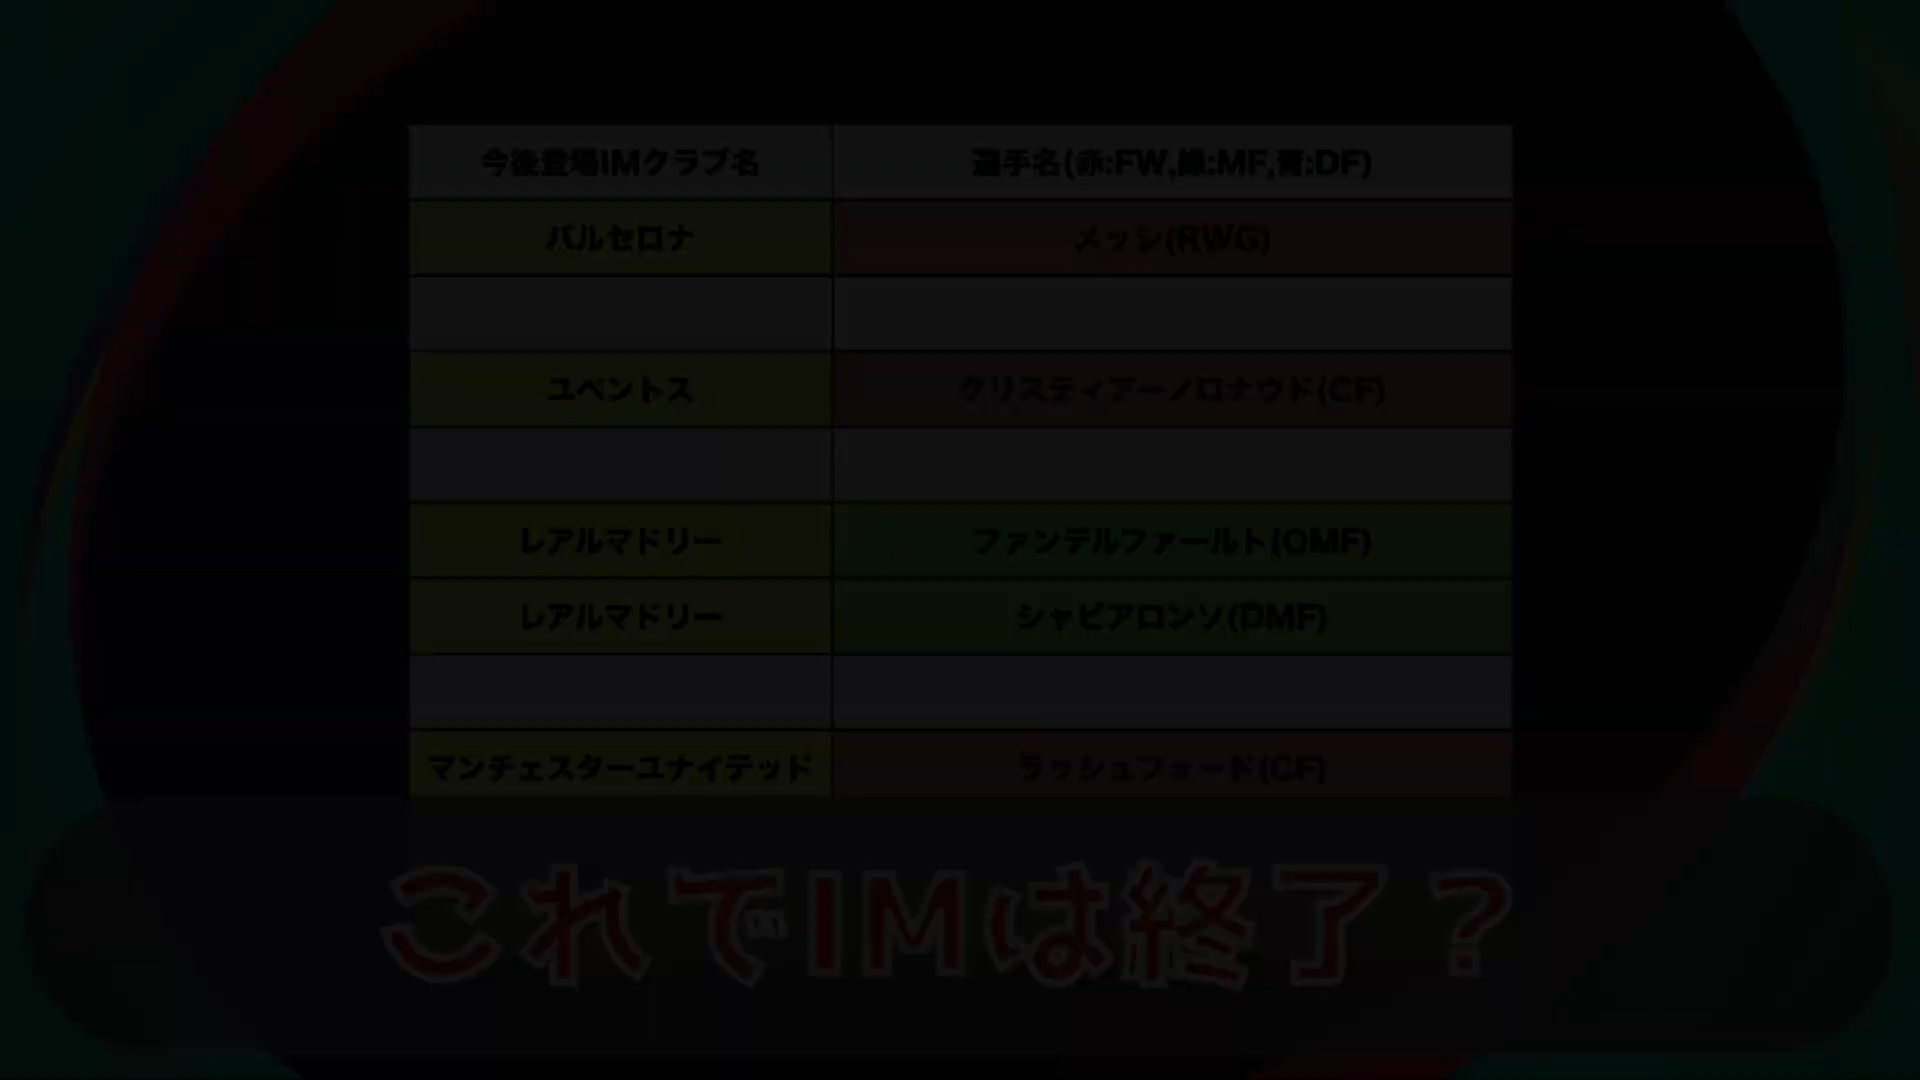 今後登場IMクラブ名 選手名(赤:FW,緑:MF,青:DF)
バルセロナ メッシ(RWG)
ユベントス クリスティアーノロナウド(CF)
レアルマドリー ファンデルファールト(OMF)
レアルマドリー シャビアロンソ(DMF)
マンチェスターユナイテッド ラッシュフォード(CF)
これでIMは終了？